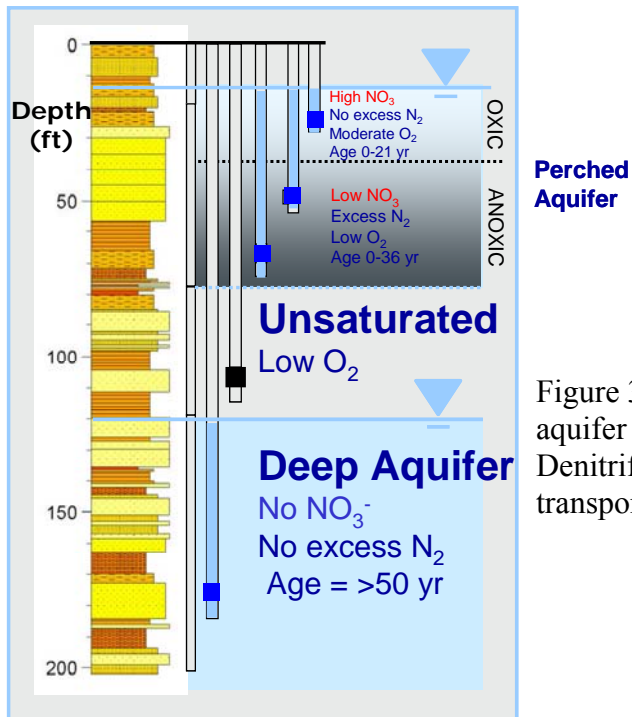 0
Depth
(ft)
50
100
150
200
High NO₃
No excess N₂
Moderate O₂
Age 0-21 yr
OXIC
Low NO₃
Excess N₂
Low O₂
Age 0-36 yr
ANOXIC
Perched
Aquifer
Unsaturated
Low O₂
Deep Aquifer
No NO₃⁻
No excess N₂
Age = >50 yr
Figure 3
aquifer
Denitrif
transpor